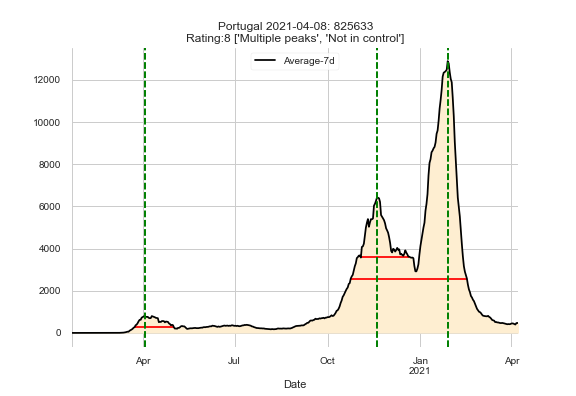 Portugal 2021-04-08: 825633
Rating:8 ['Multiple peaks', 'Not in control']
Average-7d
12000
10000
8000
6000
4000
2000
0
Apr Jul Oct Jan Apr
2021
Date